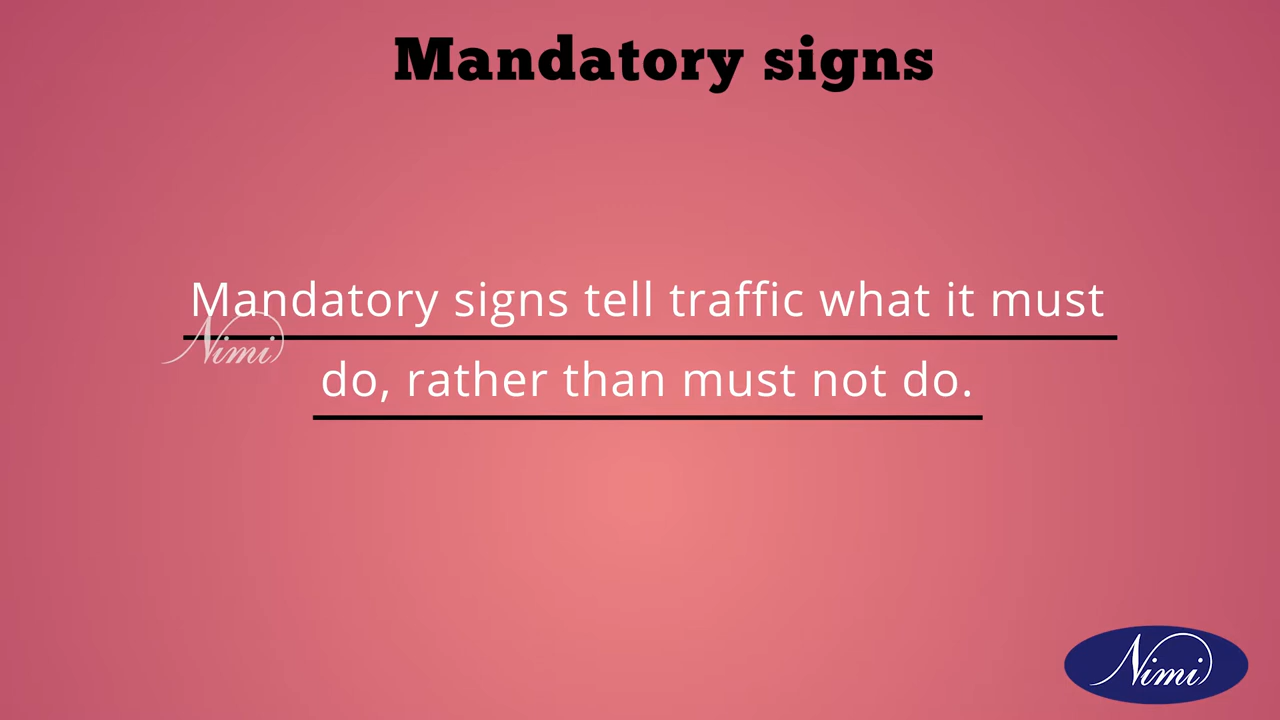 Mandatory signs
Mandatory signs tell traffic what it must
Nimi
do, rather than must not do.
Nimi